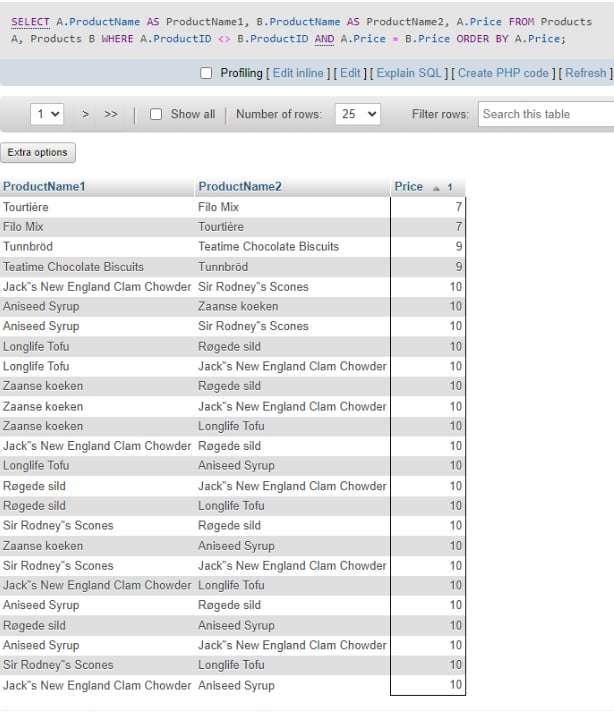 SELECT A.ProductName AS ProductName1, B.ProductName AS ProductName2, A.Price FROM Products
A, Products B WHERE A.ProductID <> B.ProductID AND A.Price = B.Price ORDER BY A.Price;
Profiling [ Edit inline ] [ Edit ] [ Explain SQL ] [ Create PHP code ] [ Refresh ]
1 > >> Show all Number of rows: 25 Filter rows: Search this table
Extra options
ProductName1 ProductName2 Price 1
Tourtière Filo Mix 7
Filo Mix Tourtière 7
Tunnbröd Teatime Chocolate Biscuits 9
Teatime Chocolate Biscuits Tunnbröd 9
Jack"s New England Clam Chowder Sir Rodney"s Scones 10
Aniseed Syrup Zaanse koeken 10
Aniseed Syrup Sir Rodney"s Scones 10
Longlife Tofu Røgede sild 10
Longlife Tofu Jack"s New England Clam Chowder 10
Zaanse koeken Røgede sild 10
Zaanse koeken Jack"s New England Clam Chowder 10
Zaanse koeken Longlife Tofu 10
Jack"s New England Clam Chowder Røgede sild 10
Longlife Tofu Aniseed Syrup 10
Røgede sild Jack"s New England Clam Chowder 10
Røgede sild Longlife Tofu 10
Sir Rodney"s Scones Røgede sild 10
Zaanse koeken Aniseed Syrup 10
Sir Rodney"s Scones Jack"s New England Clam Chowder 10
Jack"s New England Clam Chowder Longlife Tofu 10
Aniseed Syrup Røgede sild 10
Røgede sild Aniseed Syrup 10
Aniseed Syrup Jack"s New England Clam Chowder 10
Sir Rodney"s Scones Longlife Tofu 10
Jack"s New England Clam Chowder Aniseed Syrup 10